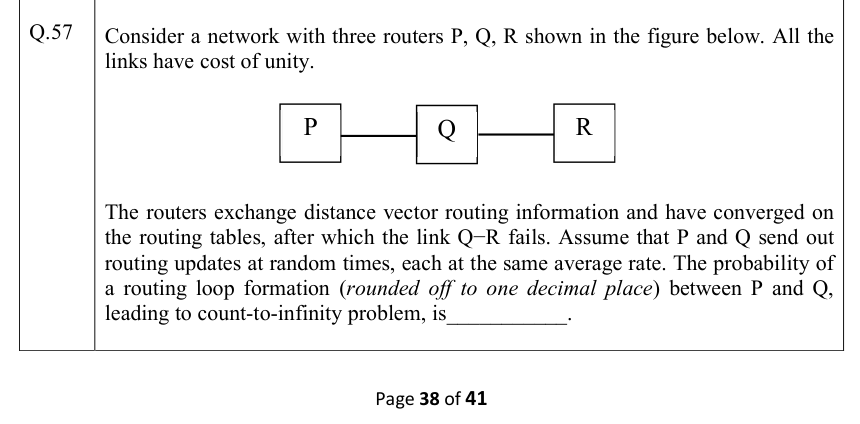 Q.57
Consider a network with three routers P, Q, R shown in the figure below. All the
links have cost of unity.
P
Q
R
The routers exchange distance vector routing information and have converged on
the routing tables, after which the link Q−R fails. Assume that P and Q send out
routing updates at random times, each at the same average rate. The probability of
a routing loop formation (rounded off to one decimal place) between P and Q,
leading to count-to-infinity problem, is____________.
Page 38 of 41